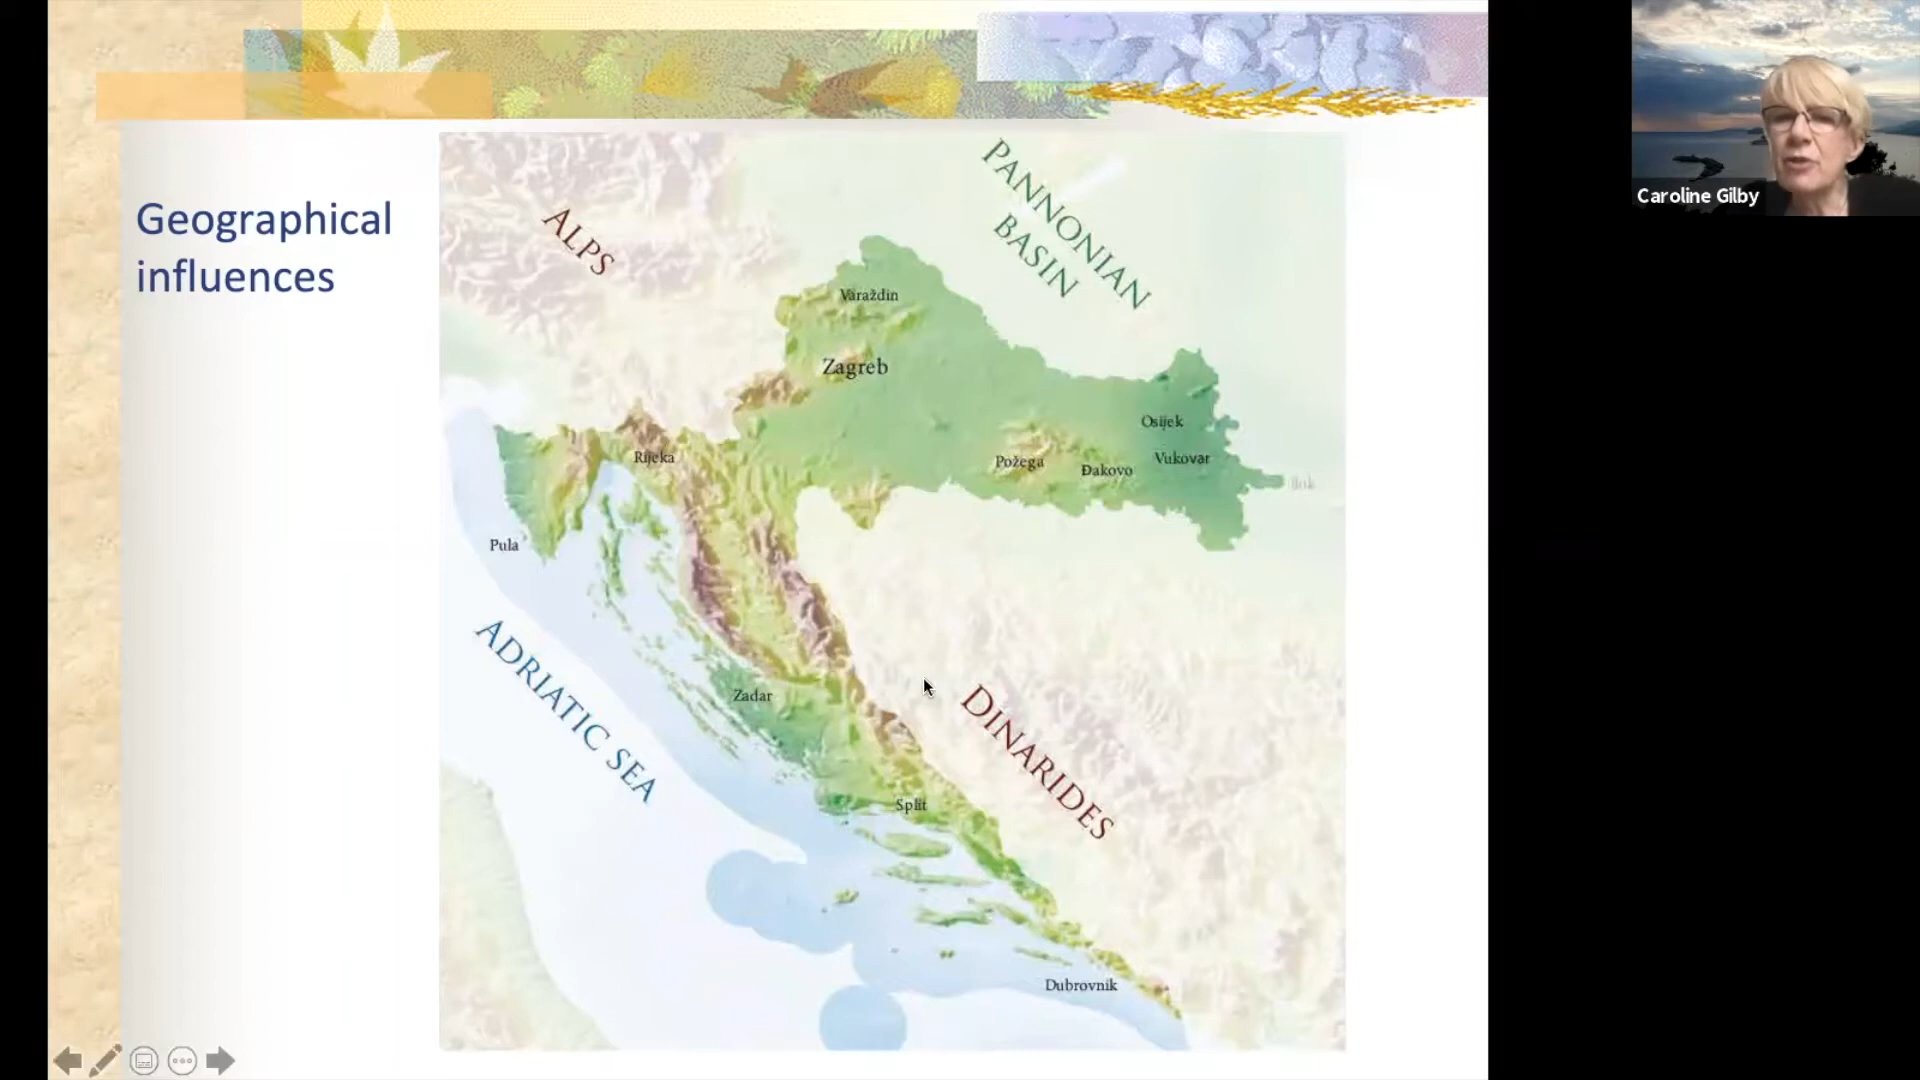 Geographical
influences
ALPS
PANNONIAN
BASIN
Varaždin
Zagreb
Osijek
Rijeka
Požega
Đakovo
Vukovar
Ilok
Pula
ADRIATIC SEA
Zadar
DINARIDES
Split
Dubrovnik
Caroline Gilby